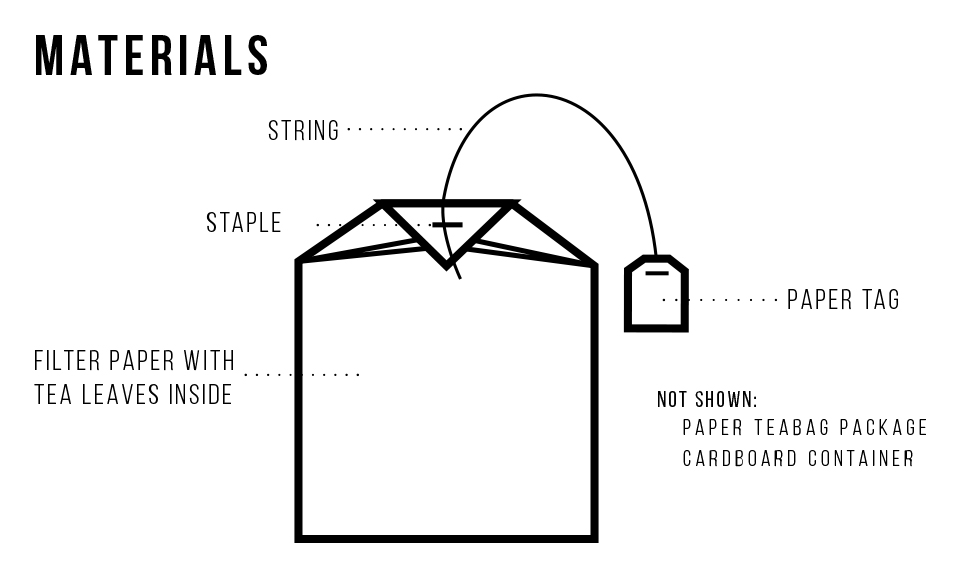 MATERIALS
STRING
STAPLE
PAPER TAG
FILTER PAPER WITH
TEA LEAVES INSIDE
NOT SHOWN:
PAPER TEABAG PACKAGE
CARDBOARD CONTAINER